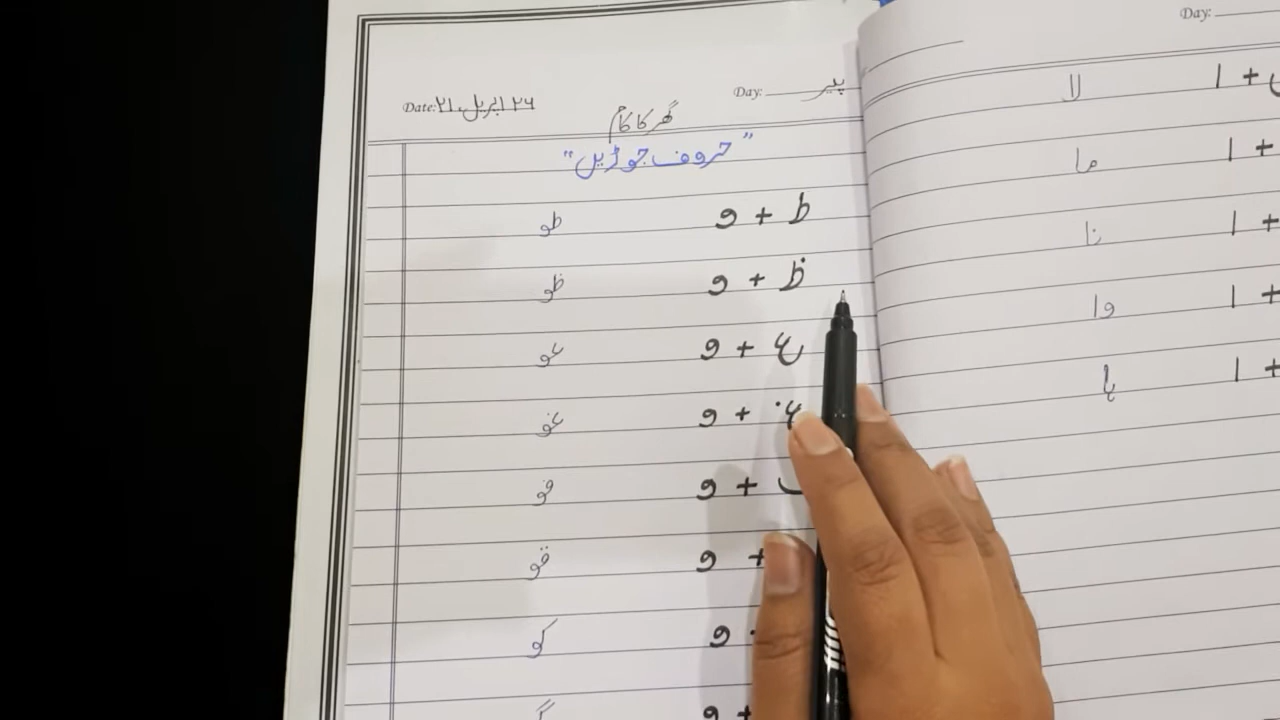 Date: ۲۶ اپریل ۲۱ Day: پیر
گھر کا کام
"حروف جوڑیں"
ط + و طو
ظ + و ظو
ع + و عو
غ + و غو
+ و فو
+ و قو
و کو
+ و
Day:
+ ا لا
+ ا ما
+ ا نا
+ ا وا
+ ا ہا